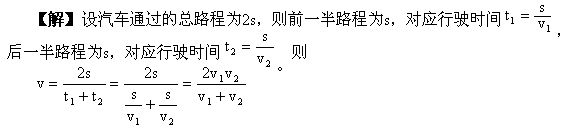 【解】设汽车通过的总路程为2s，则前一半路程为s，对应行驶时间 t₁ = s/v₁，
后一半路程为s，对应行驶时间 t₂ = s/v₂。则
v = 2s/(t₁+t₂) = 2s/(s/v₁ + s/v₂) = 2v₁v₂/(v₁+v₂)